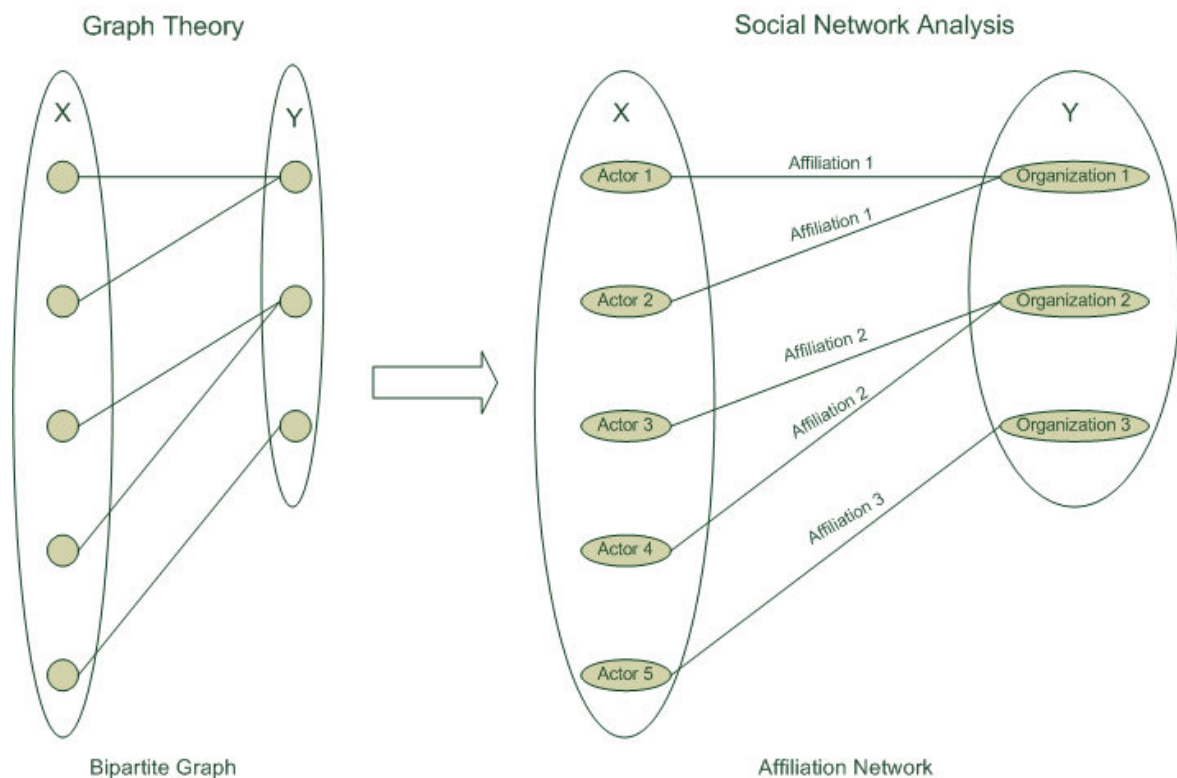 Graph Theory
X
Y
Bipartite Graph
Social Network Analysis
X
Y
Actor 1
Affiliation 1
Organization 1
Affiliation 1
Actor 2
Organization 2
Affiliation 2
Actor 3
Affiliation 2
Organization 3
Actor 4
Affiliation 3
Actor 5
Affiliation Network